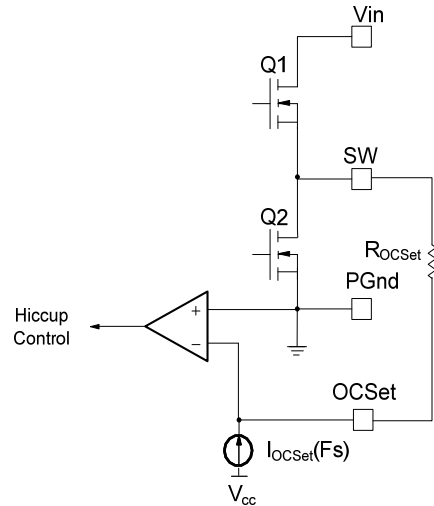 Vin
Q1
SW
Q2
ROCSet
PGnd
Hiccup
Control
+
−
OCSet
IOCSet(Fs)
Vcc